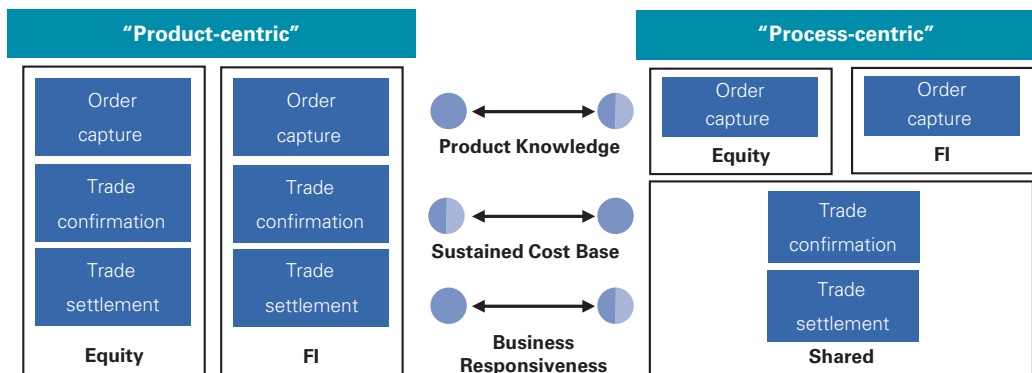 “Product-centric”
Order
capture
Trade
confirmation
Trade
settlement
Equity
Order
capture
Trade
confirmation
Trade
settlement
FI
Product Knowledge
Sustained Cost Base
Business
Responsiveness
“Process-centric”
Order
capture
Equity
Order
capture
FI
Trade
confirmation
Trade
settlement
Shared